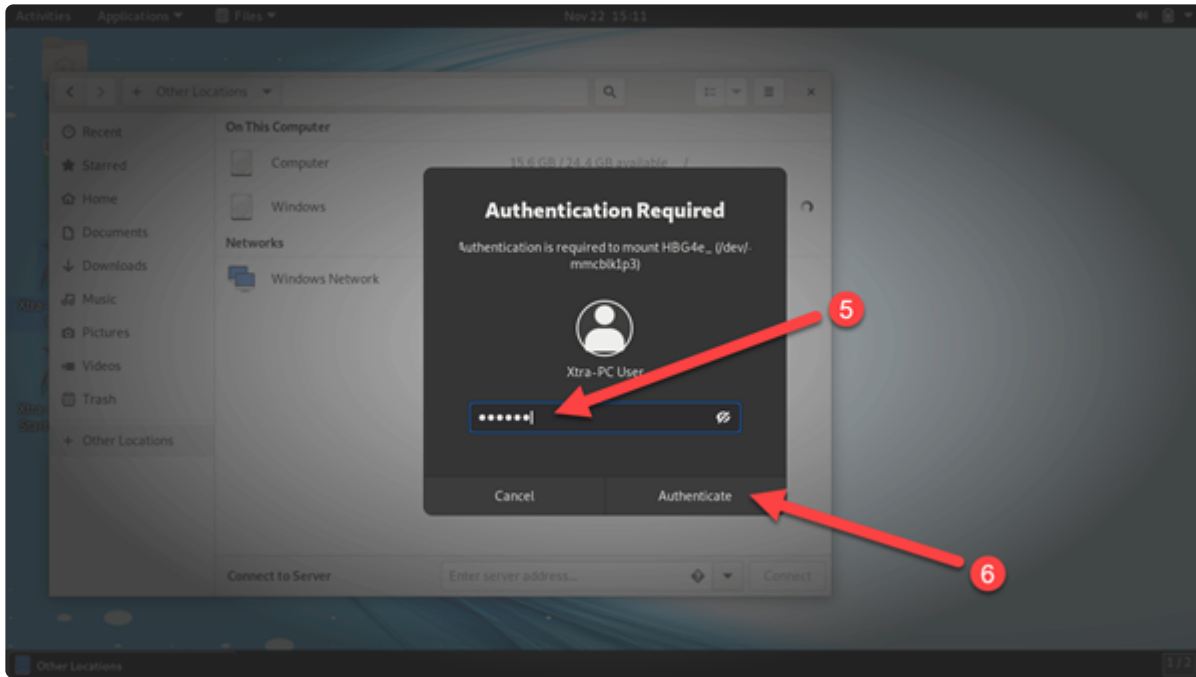 Activities Applications Files Nov 22 15:11
Other Locations
Recent
Starred
Home
Documents
Downloads
Music
Pictures
Videos
Trash
+ Other Locations
On This Computer
Computer 15.6 GB / 24.4 GB available /
Windows
Networks
Windows Network
Connect to Server Enter server address... Connect
Authentication Required
Authentication is required to mount HBG4e_ (/dev/-
mmcblk1p3)
Xtra-PC User
Cancel Authenticate
5
6
Other Locations 1 / 2